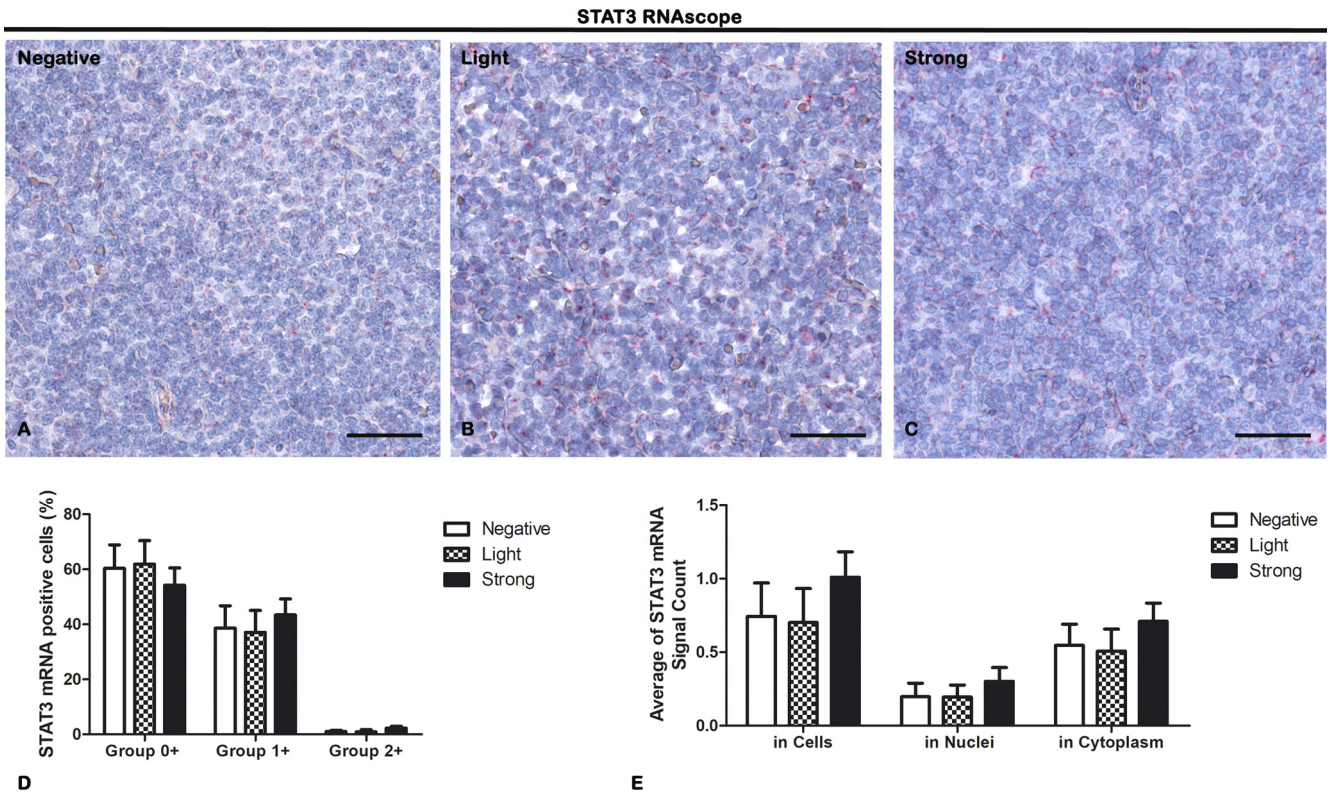 STAT3 RNAscope
Negative
Light
Strong
A
B
C
STAT3 mRNA positive cells (%)
80
60
40
20
0
Group 0+
Group 1+
Group 2+
Negative
Light
Strong
D
Average of STAT3 mRNA
Signal Count
1.5
1.0
0.5
0.0
in Cells
in Nuclei
in Cytoplasm
Negative
Light
Strong
E